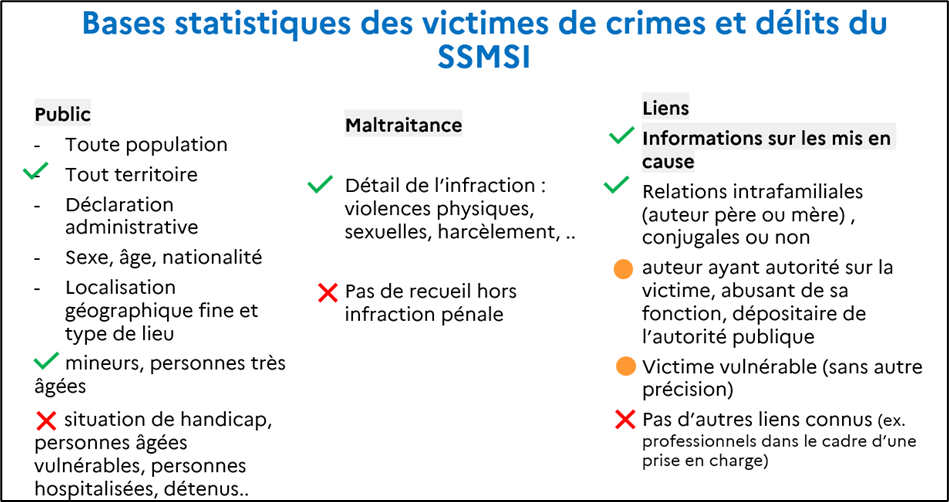 Bases statistiques des victimes de crimes et délits du
SSMSI
Public
- Toute population
- Tout territoire
- Déclaration
administrative
- Sexe, âge, nationalité
- Localisation
géographique fine et
type de lieu
mineurs, personnes très
âgées
situation de handicap,
personnes âgées
vulnérables, personnes
hospitalisées, détenus..
Maltraitance
Détail de l’infraction :
violences physiques,
sexuelles, harcèlement, ..
Pas de recueil hors
infraction pénale
Liens
Informations sur les mis en
cause
Relations intrafamiliales
(auteur père ou mère) ,
conjugales ou non
auteur ayant autorité sur la
victime, abusant de sa
fonction, dépositaire de
l’autorité publique
Victime vulnérable (sans autre
précision)
Pas d’autres liens connus (ex.
professionnels dans le cadre d’une
prise en charge)